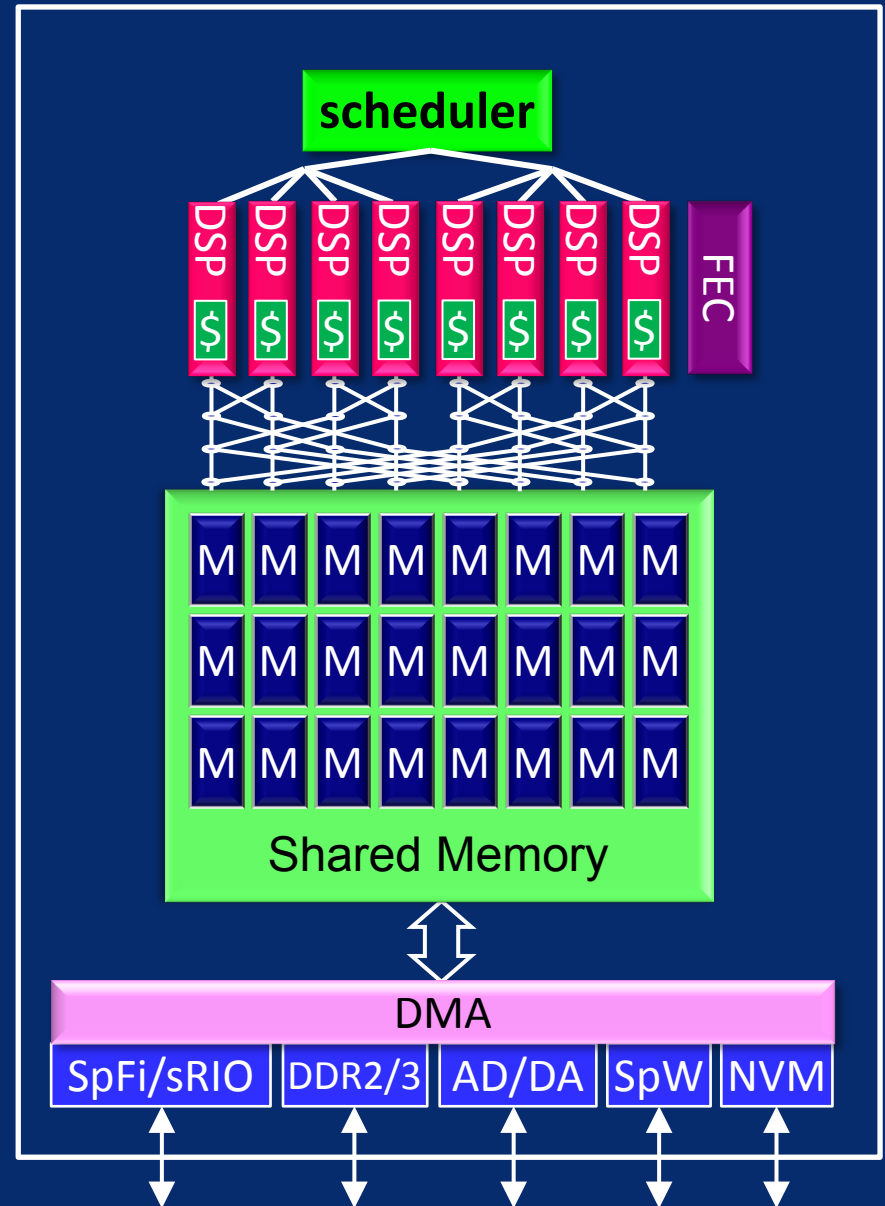 scheduler
DSP DSP DSP DSP DSP DSP DSP DSP FEC
$ $ $ $ $ $ $ $
M M M M M M M M
M M M M M M M M
M M M M M M M M
Shared Memory
DMA
SpFi/sRIO DDR2/3 AD/DA SpW NVM